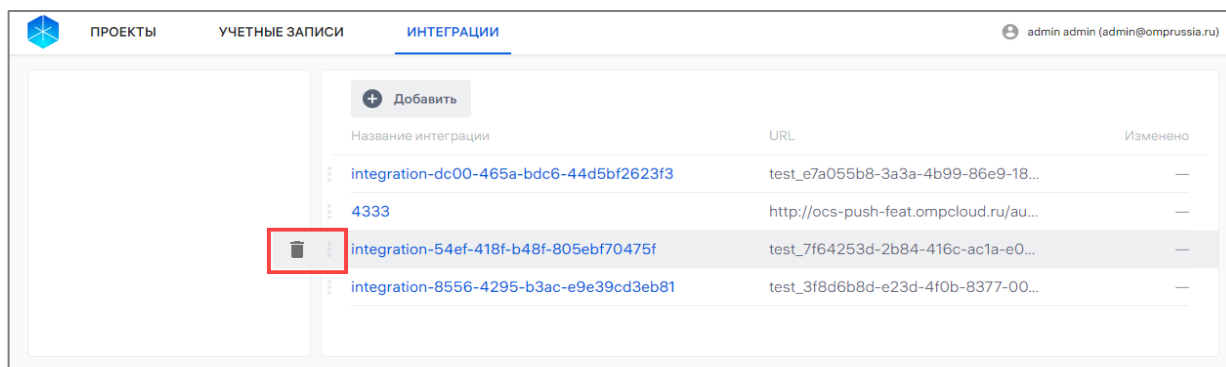 ПРОЕКТЫ УЧЕТНЫЕ ЗАПИСИ ИНТЕГРАЦИИ admin admin (admin@omprussia.ru)
Добавить
Название интеграции URL Изменено
integration-dc00-465a-bdc6-44d5bf2623f3 test_e7a055b8-3a3a-4b99-86e9-18... —
4333 http://ocs-push-feat.ompcloud.ru/au... —
integration-54ef-418f-b48f-805ebf70475f test_7f64253d-2b84-416c-ac1a-e0... —
integration-8556-4295-b3ac-e9e39cd3eb81 test_3f8d6b8d-e23d-4f0b-8377-00... —